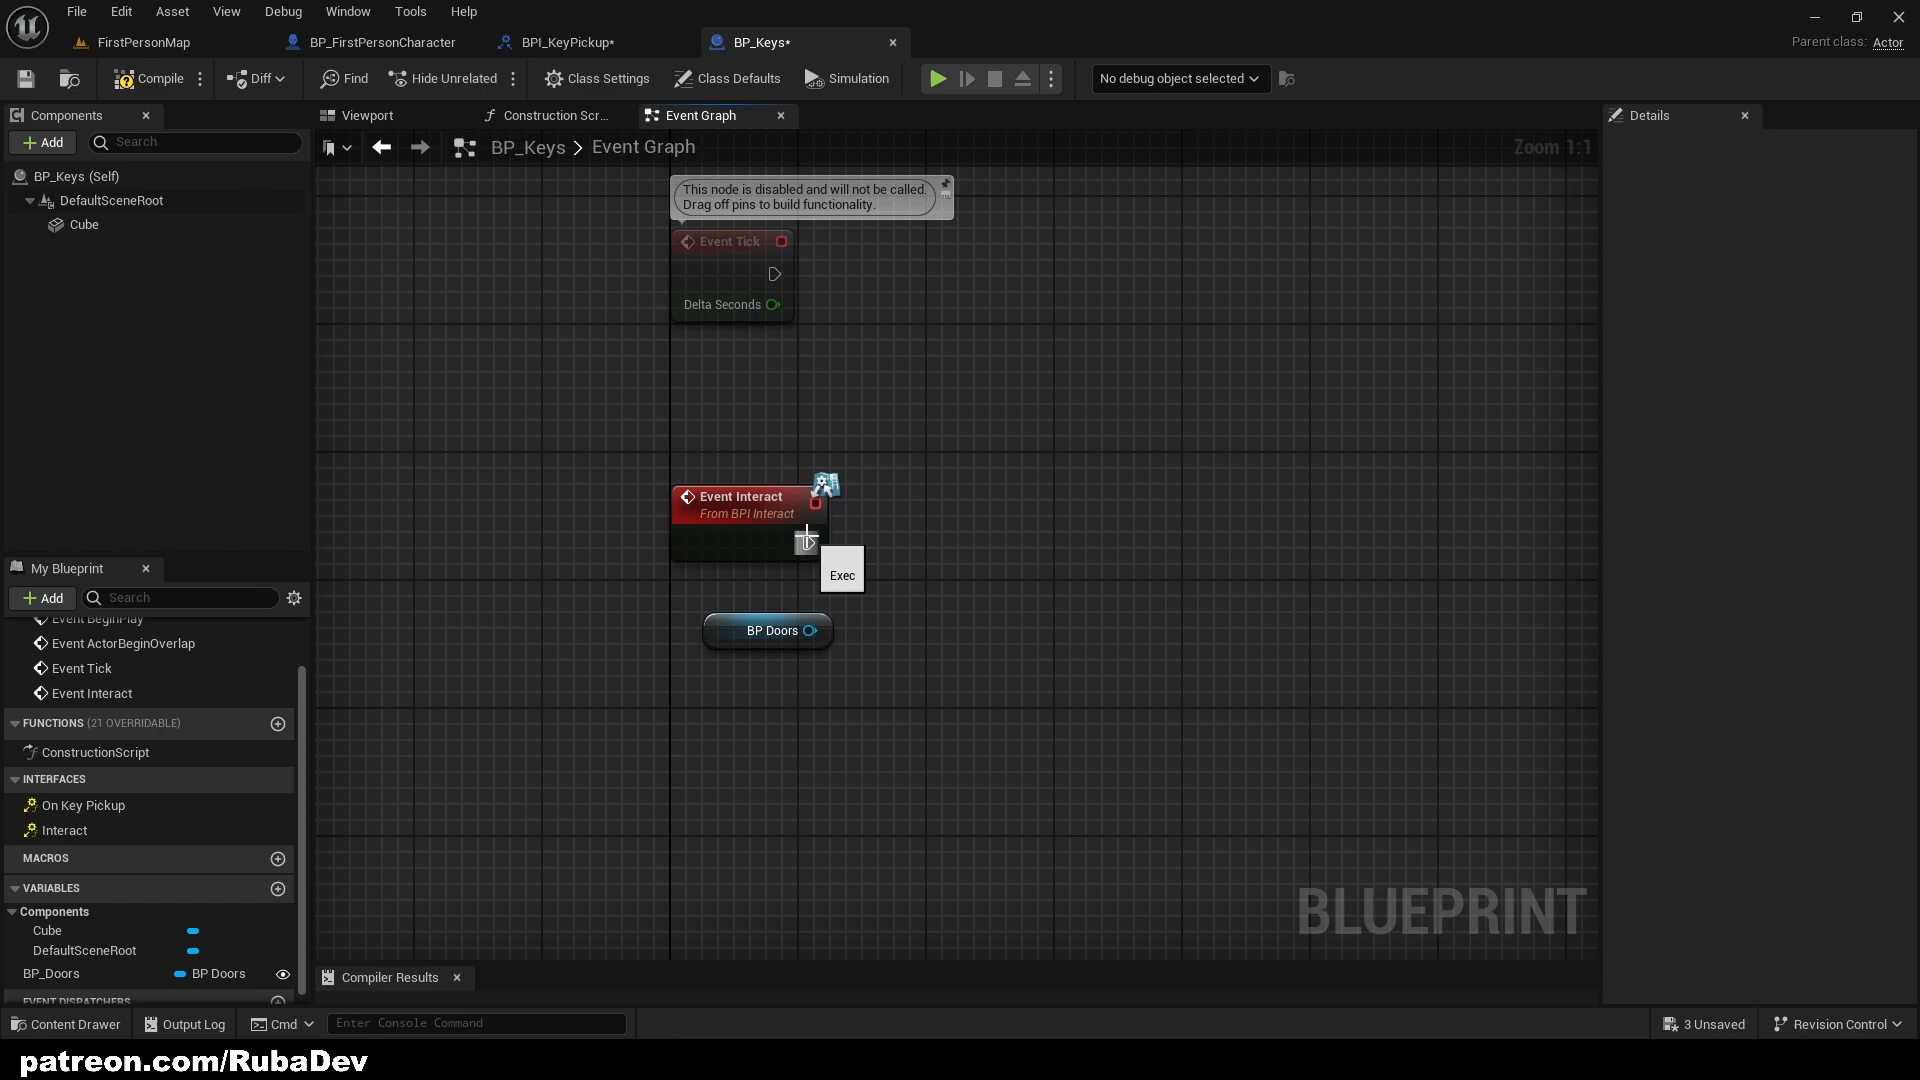 File Edit Asset View Debug Window Tools Help
FirstPersonMap BP_FirstPersonCharacter BPI_KeyPickup* BP_Keys*
Parent class: Actor
Compile Diff Find Hide Unrelated Class Settings Class Defaults Simulation No debug object selected
Components Viewport Construction Scr... Event Graph Details
Add Search
BP_Keys > Event Graph Zoom 1:1
BP_Keys (Self)
DefaultSceneRoot
Cube
This node is disabled and will not be called.
Drag off pins to build functionality.
Event Tick
Delta Seconds
Event Interact
From BPI Interact
Exec
BP Doors
My Blueprint
Add Search
Event BeginPlay
Event ActorBeginOverlap
Event Tick
Event Interact
FUNCTIONS (21 OVERRIDABLE)
ConstructionScript
INTERFACES
On Key Pickup
Interact
MACROS
VARIABLES
Components
Cube
DefaultSceneRoot
BP_Doors BP Doors
EVENT DISPATCHERS
BLUEPRINT
Compiler Results
Content Drawer Output Log Cmd Enter Console Command 3 Unsaved Revision Control
patreon.com/RubaDev